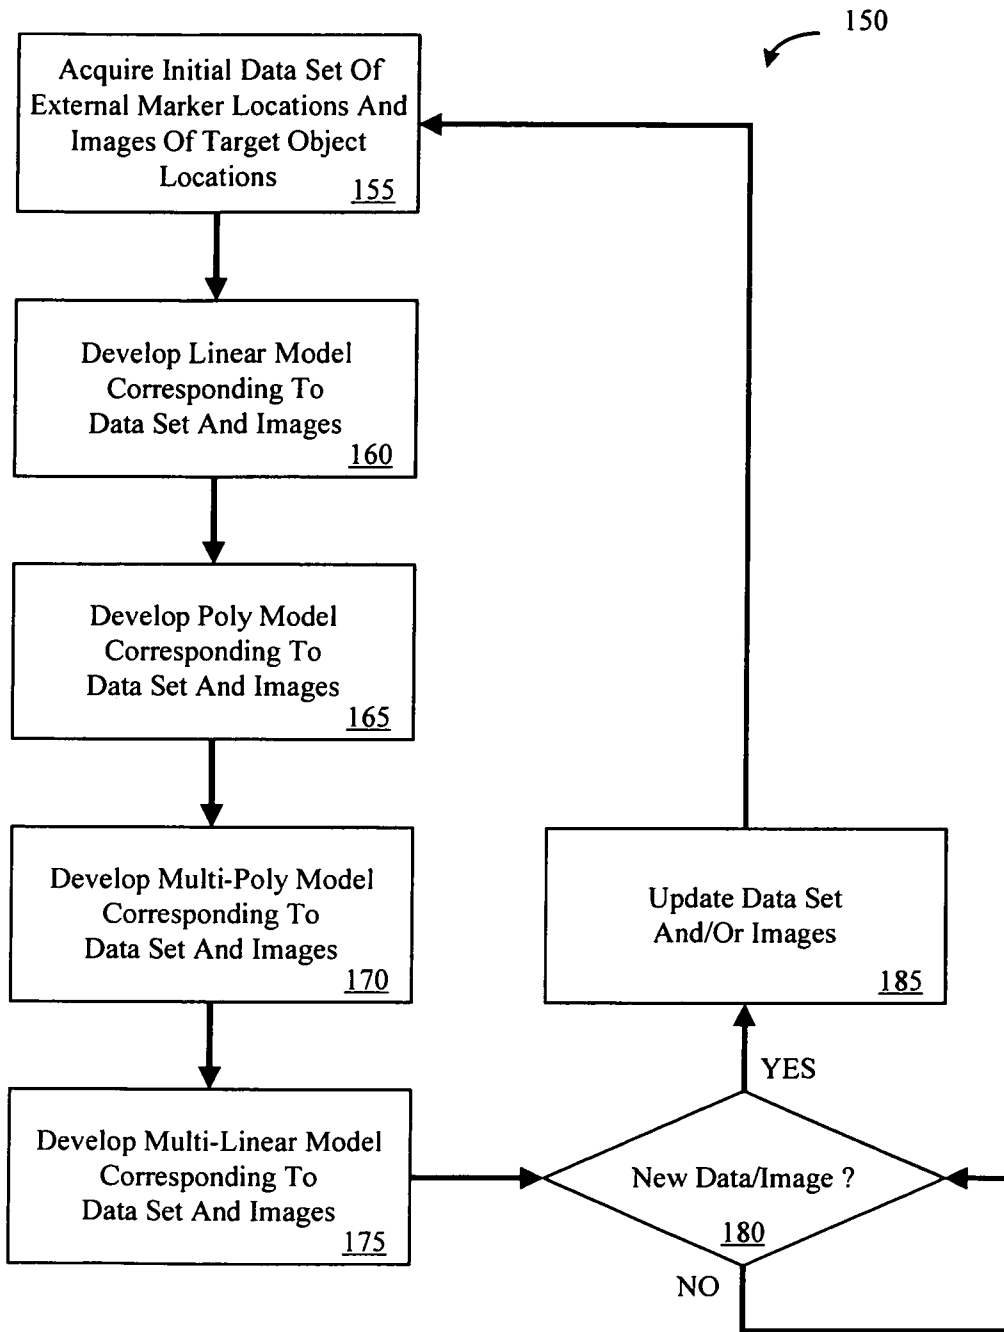 150
Acquire Initial Data Set Of
External Marker Locations And
Images Of Target Object
Locations
155
Develop Linear Model
Corresponding To
Data Set And Images
160
Develop Poly Model
Corresponding To
Data Set And Images
165
Develop Multi-Poly Model
Corresponding To
Data Set And Images
170
Develop Multi-Linear Model
Corresponding To
Data Set And Images
175
New Data/Image ?
180
YES
NO
Update Data Set
And/Or Images
185